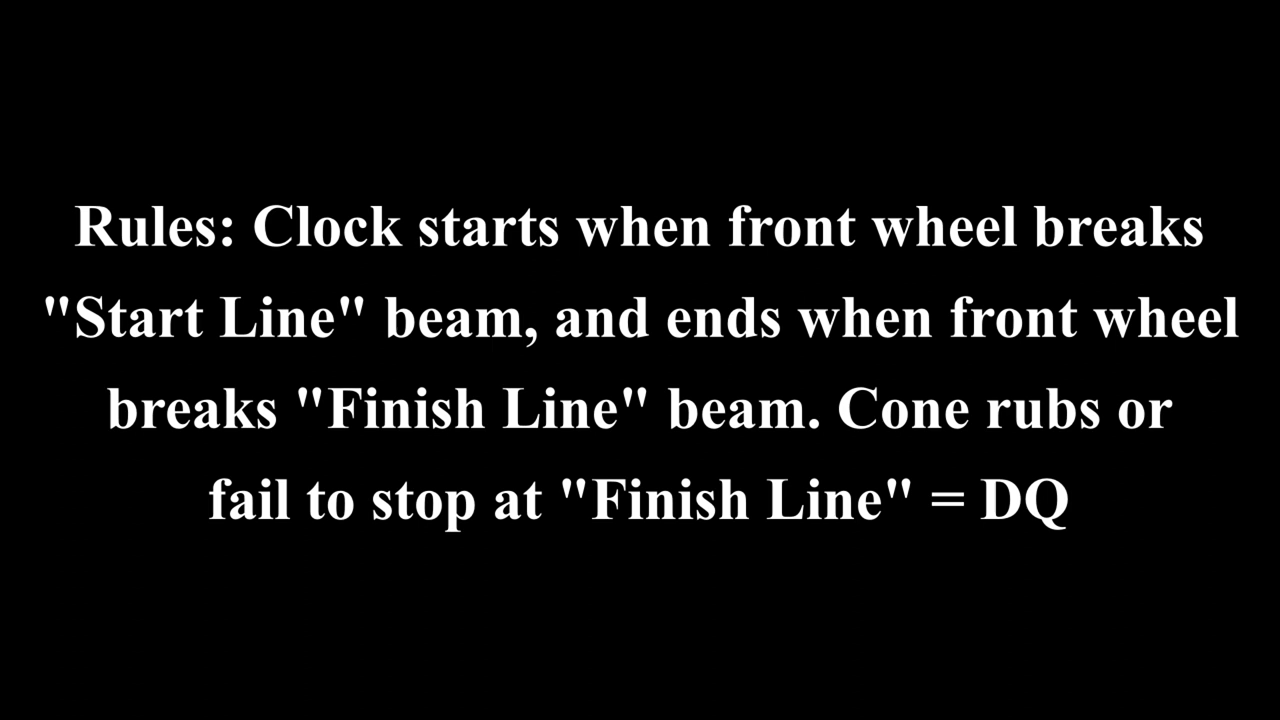 Rules: Clock starts when front wheel breaks
"Start Line" beam, and ends when front wheel
breaks "Finish Line" beam. Cone rubs or
fail to stop at "Finish Line" = DQ